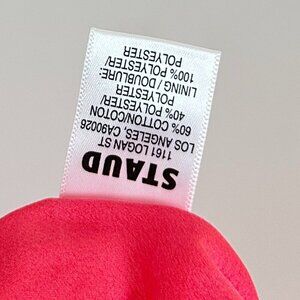 STAUD
1161 LOGAN ST
LOS ANGELES, CA90026
60% COTTON/COTON
40% POLYESTER/
POLYESTER
LINING / DOUBLURE:
100% POLYESTER/
POLYESTER